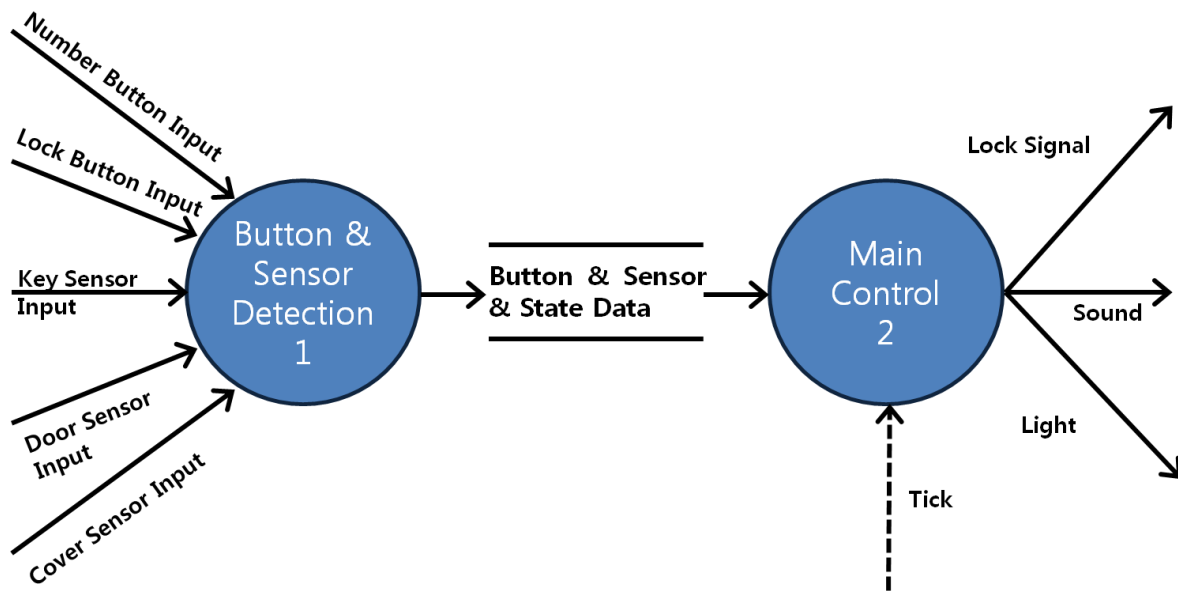 Number Button Input
Lock Button Input
Key Sensor
Input
Door Sensor
Input
Cover Sensor Input
Button &
Sensor
Detection
1
Button & Sensor
& State Data
Main
Control
2
Tick
Lock Signal
Sound
Light